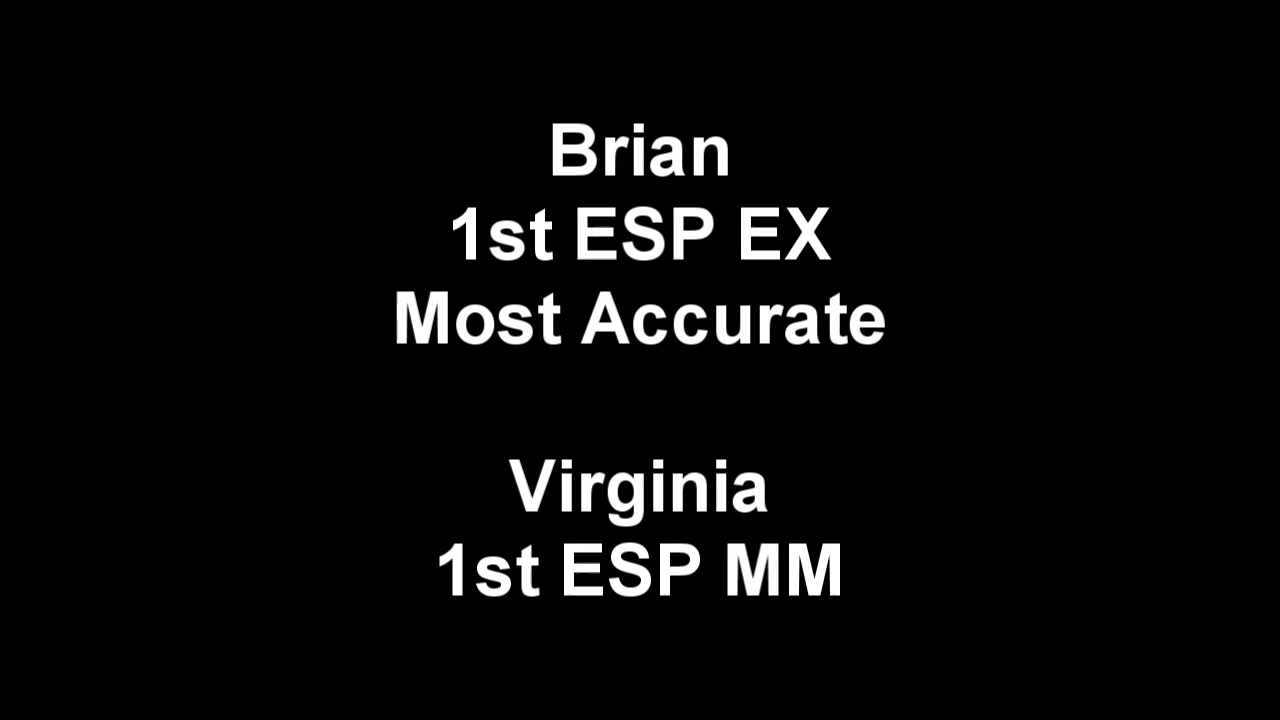 Brian
1st ESP EX
Most Accurate
Virginia
1st ESP MM